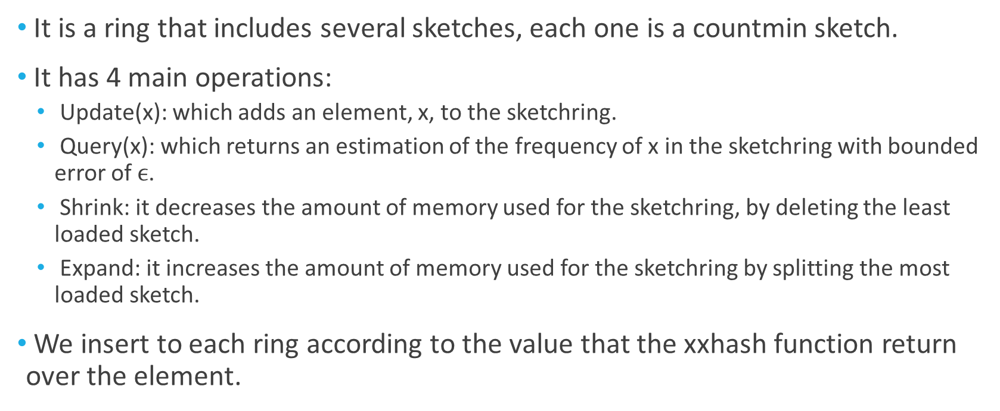 • It is a ring that includes several sketches, each one is a countmin sketch.
• It has 4 main operations:
• Update(x): which adds an element, x, to the sketchring.
• Query(x): which returns an estimation of the frequency of x in the sketchring with bounded
error of ϵ.
• Shrink: it decreases the amount of memory used for the sketchring, by deleting the least
loaded sketch.
• Expand: it increases the amount of memory used for the sketchring by splitting the most
loaded sketch.
• We insert to each ring according to the value that the xxhash function return
over the element.